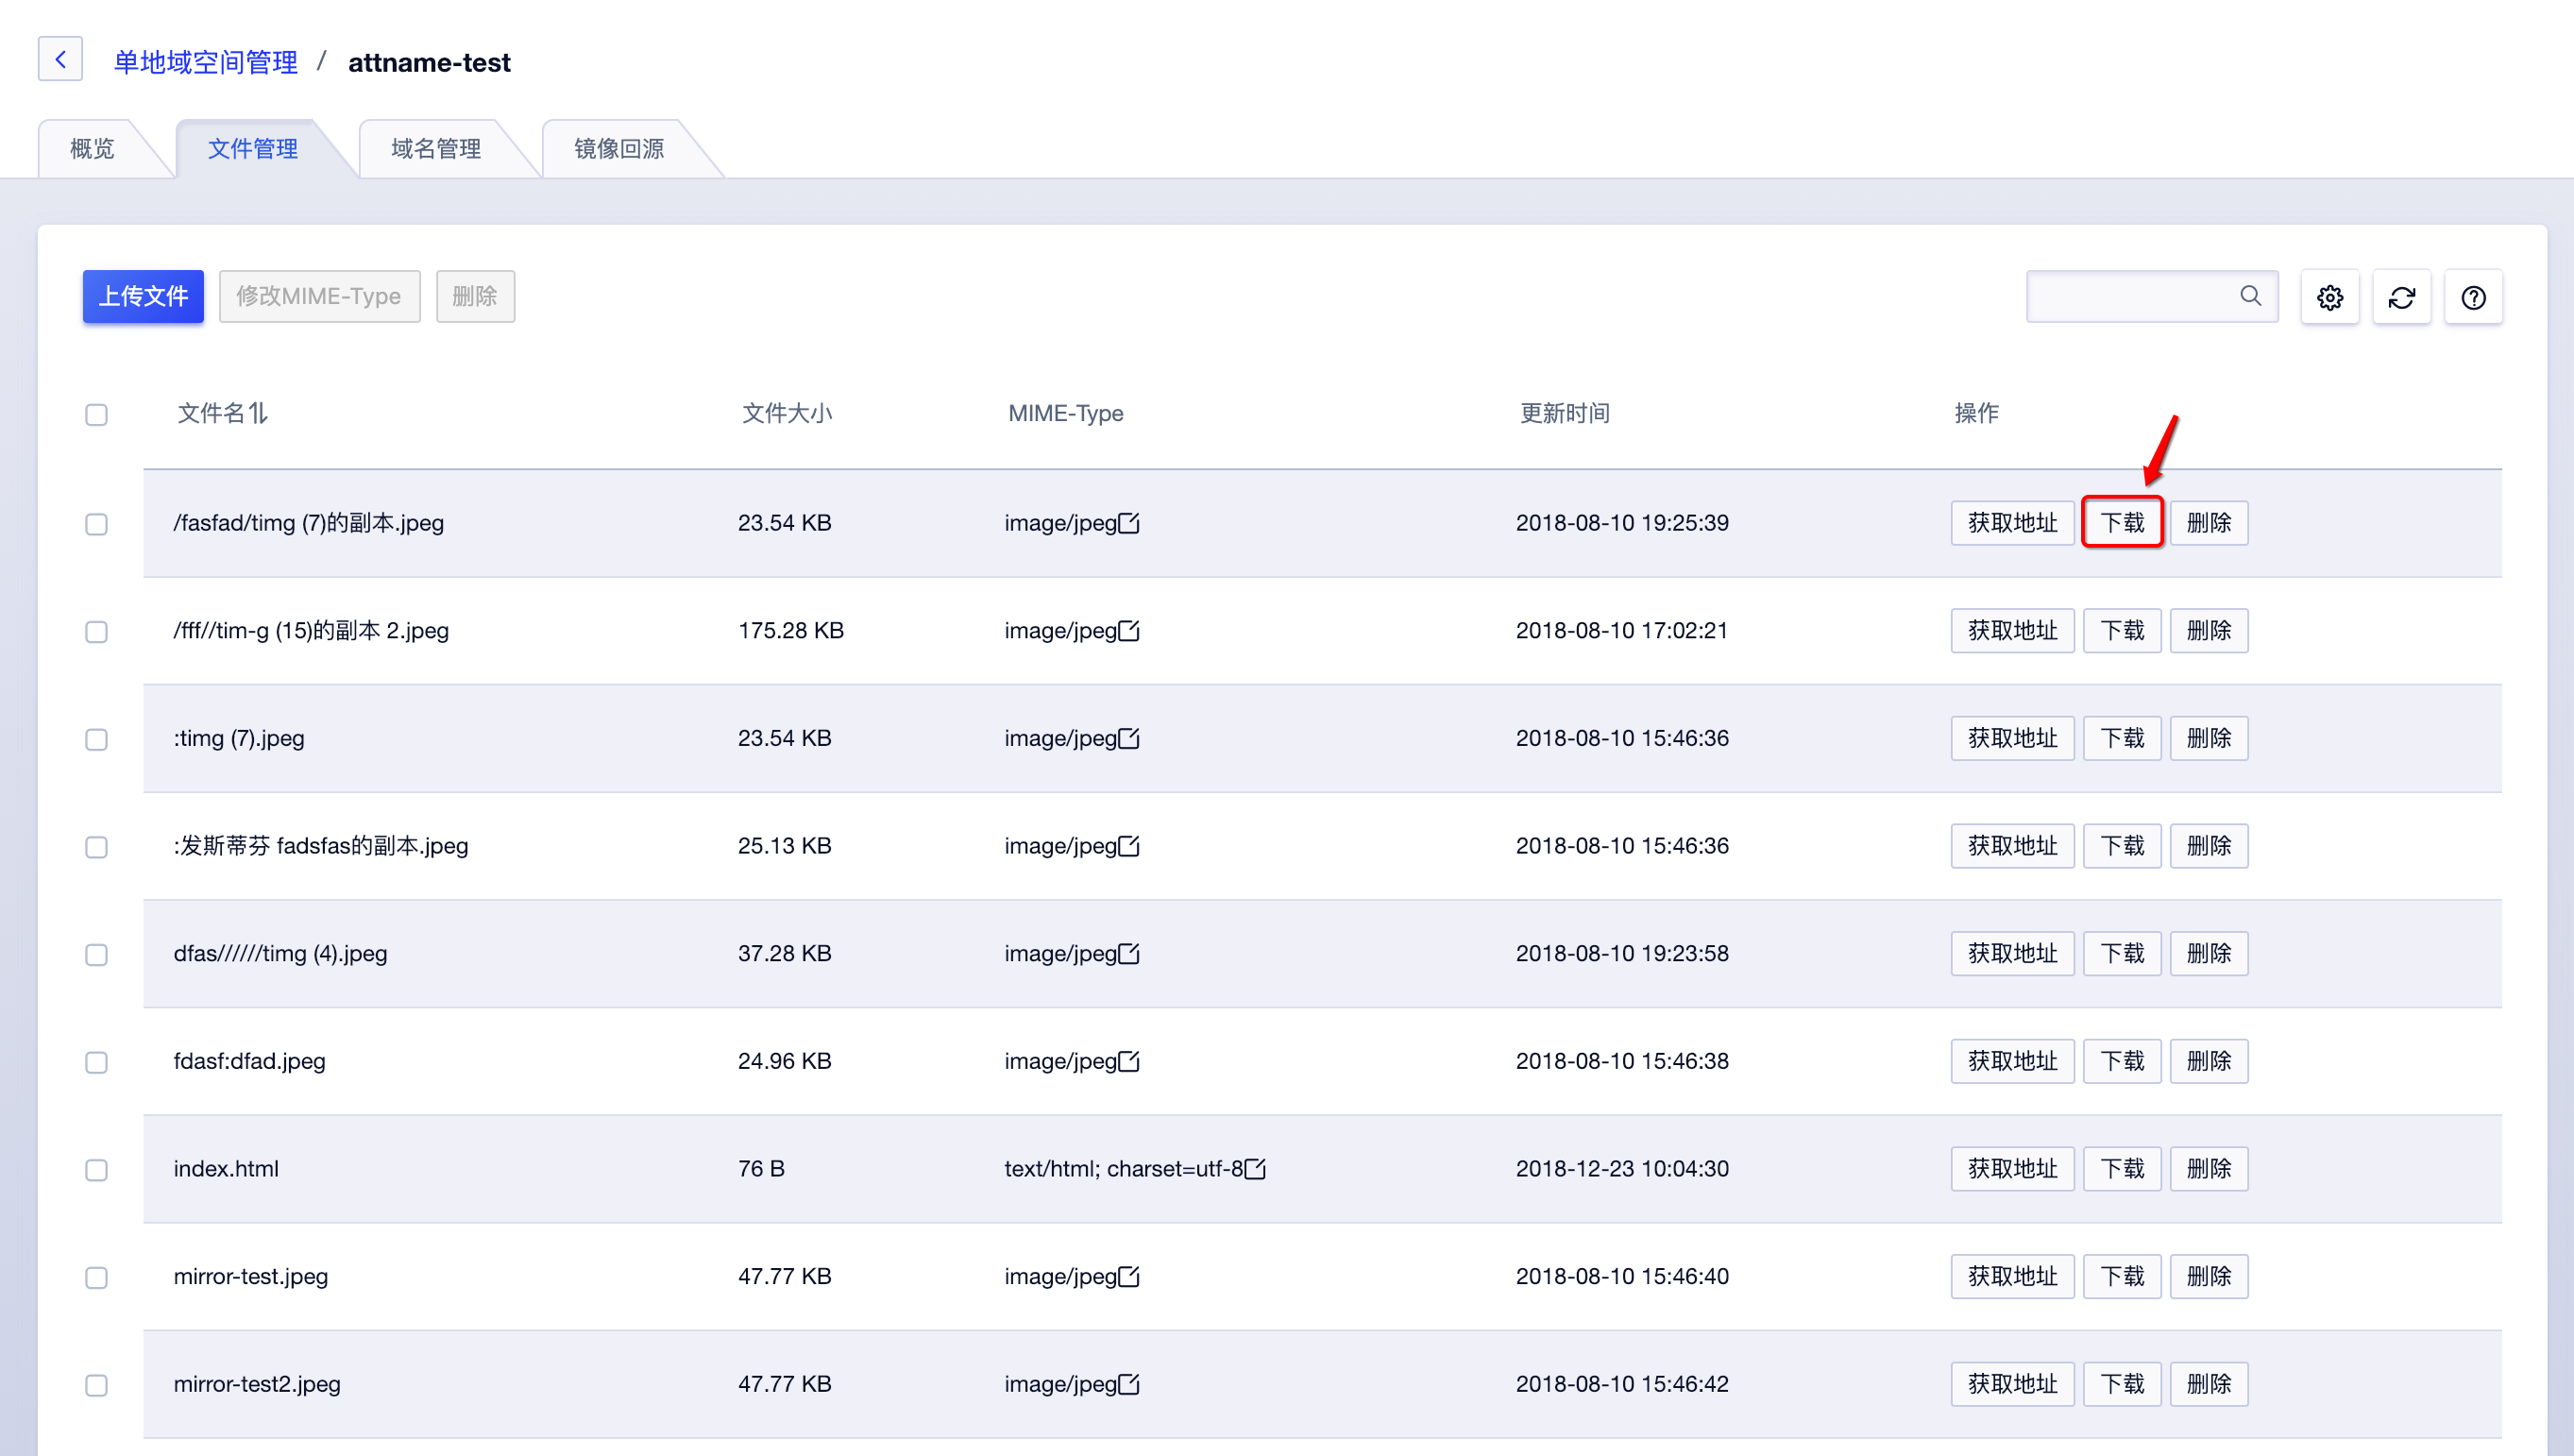 单地域空间管理 / attname-test
概览 文件管理 域名管理 镜像回源
上传文件 修改MIME-Type 删除
文件名 文件大小 MIME-Type 更新时间 操作
/fasfad/timg (7)的副本.jpeg 23.54 KB image/jpeg 2018-08-10 19:25:39 获取地址 下载 删除
/fff//tim-g (15)的副本 2.jpeg 175.28 KB image/jpeg 2018-08-10 17:02:21 获取地址 下载 删除
:timg (7).jpeg 23.54 KB image/jpeg 2018-08-10 15:46:36 获取地址 下载 删除
:发斯蒂芬 fadsfas的副本.jpeg 25.13 KB image/jpeg 2018-08-10 15:46:36 获取地址 下载 删除
dfas//////timg (4).jpeg 37.28 KB image/jpeg 2018-08-10 19:23:58 获取地址 下载 删除
fdasf:dfad.jpeg 24.96 KB image/jpeg 2018-08-10 15:46:38 获取地址 下载 删除
index.html 76 B text/html; charset=utf-8 2018-12-23 10:04:30 获取地址 下载 删除
mirror-test.jpeg 47.77 KB image/jpeg 2018-08-10 15:46:40 获取地址 下载 删除
mirror-test2.jpeg 47.77 KB image/jpeg 2018-08-10 15:46:42 获取地址 下载 删除